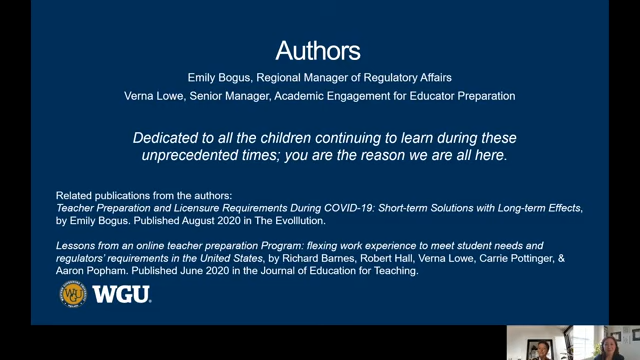 Authors
Emily Bogus, Regional Manager of Regulatory Affairs
Verna Lowe, Senior Manager, Academic Engagement for Educator Preparation
Dedicated to all the children continuing to learn during these
unprecedented times; you are the reason we are all here.
Related publications from the authors:
Teacher Preparation and Licensure Requirements During COVID-19: Short-term Solutions with Long-term Effects,
by Emily Bogus. Published August 2020 in The Evolllution.
Lessons from an online teacher preparation Program: flexing work experience to meet student needs and
regulators' requirements in the United States, by Richard Barnes, Robert Hall, Verna Lowe, Carrie Pottinger, &
Aaron Popham. Published June 2020 in the Journal of Education for Teaching.
WGU